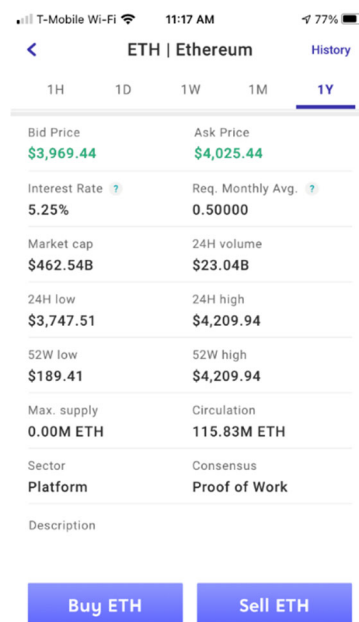 T-Mobile Wi-Fi 11:17 AM 77%
ETH | Ethereum History
1H 1D 1W 1M 1Y
Bid Price Ask Price
$3,969.44 $4,025.44
Interest Rate ? Req. Monthly Avg. ?
5.25% 0.50000
Market cap 24H volume
$462.54B $23.04B
24H low 24H high
$3,747.51 $4,209.94
52W low 52W high
$189.41 $4,209.94
Max. supply Circulation
0.00M ETH 115.83M ETH
Sector Consensus
Platform Proof of Work
Description
Buy ETH Sell ETH